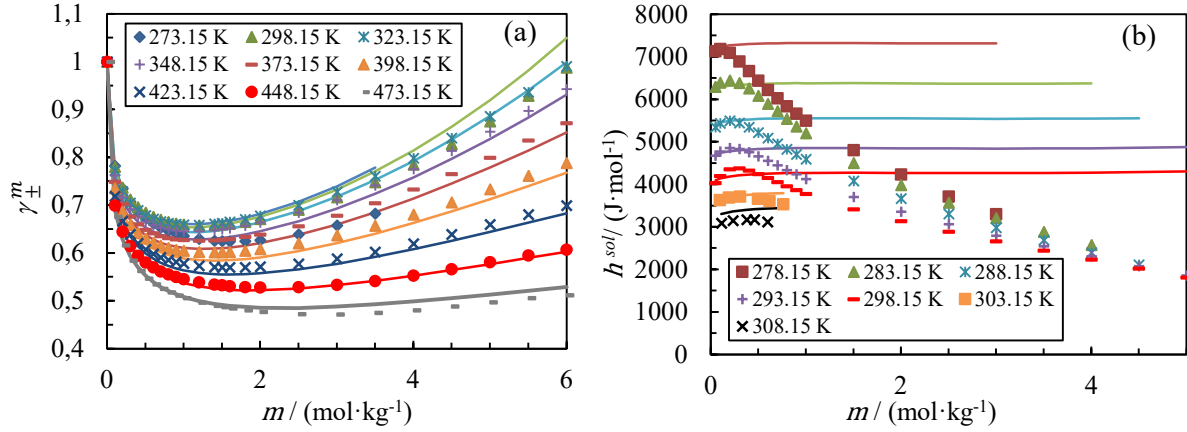 (a)
1,1
1
0,9
0,8
0,7
0,6
0,5
0,4
γ±^m
273.15 K 298.15 K 323.15 K
348.15 K 373.15 K 398.15 K
423.15 K 448.15 K 473.15 K
0 2 4 6
m / (mol·kg-1)
(b)
8000
7000
6000
5000
4000
3000
2000
1000
0
h sol/ (J·mol-1)
278.15 K 283.15 K 288.15 K
293.15 K 298.15 K 303.15 K
308.15 K
0 2 4
m / (mol·kg-1)